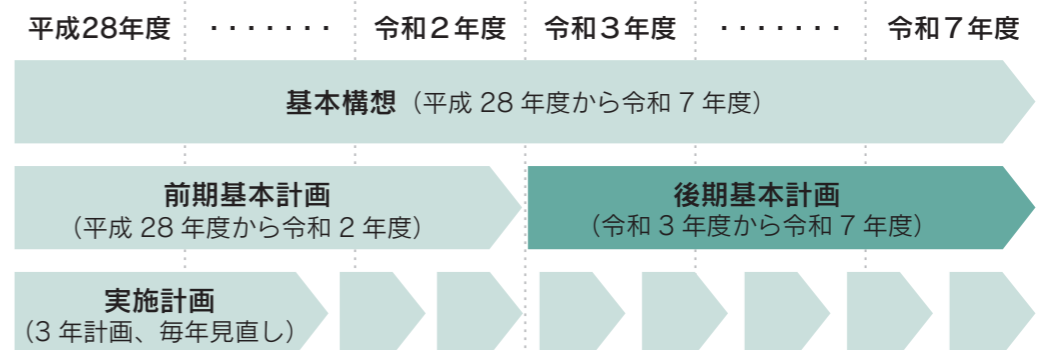 平成28年度 ・・・・・・・ 令和２年度 令和３年度 ・・・・・・・ 令和７年度
基本構想（平成 28 年度から令和 7 年度）
前期基本計画 後期基本計画
（平成 28 年度から令和 2 年度） （令和 3 年度から令和 7 年度）
実施計画
（3 年計画、毎年見直し）